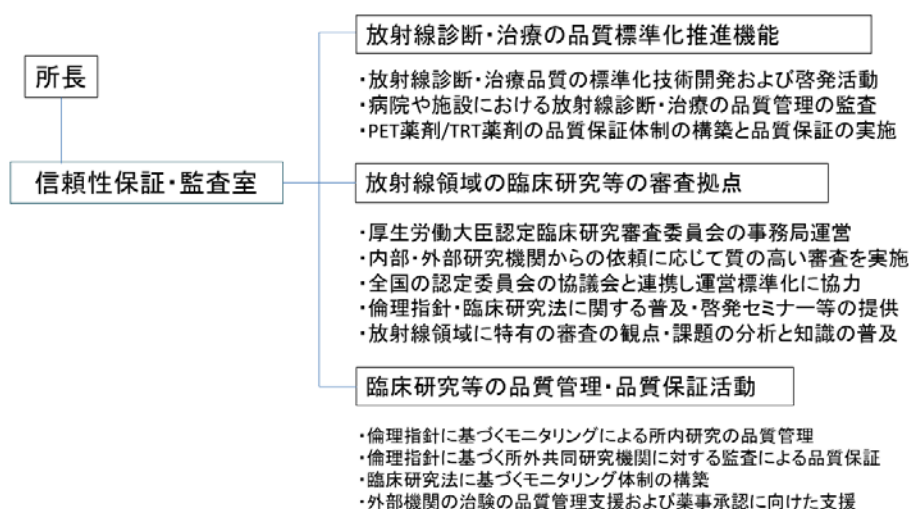 所長
信頼性保証・監査室
放射線診断・治療の品質標準化推進機能
・放射線診断・治療品質の標準化技術開発および啓発活動
・病院や施設における放射線診断・治療の品質管理の監査
・PET薬剤/TRT薬剤の品質保証体制の構築と品質保証の実施
放射線領域の臨床研究等の審査拠点
・厚生労働大臣認定臨床研究審査委員会の事務局運営
・内部・外部研究機関からの依頼に応じて質の高い審査を実施
・全国の認定委員会の協議会と連携し運営標準化に協力
・倫理指針・臨床研究法に関する普及・啓発セミナー等の提供
・放射線領域に特有の審査の観点・課題の分析と知識の普及
臨床研究等の品質管理・品質保証活動
・倫理指針に基づくモニタリングによる所内研究の品質管理
・倫理指針に基づく所外共同研究機関に対する監査による品質保証
・臨床研究法に基づくモニタリング体制の構築
・外部機関の治験の品質管理支援および薬事承認に向けた支援